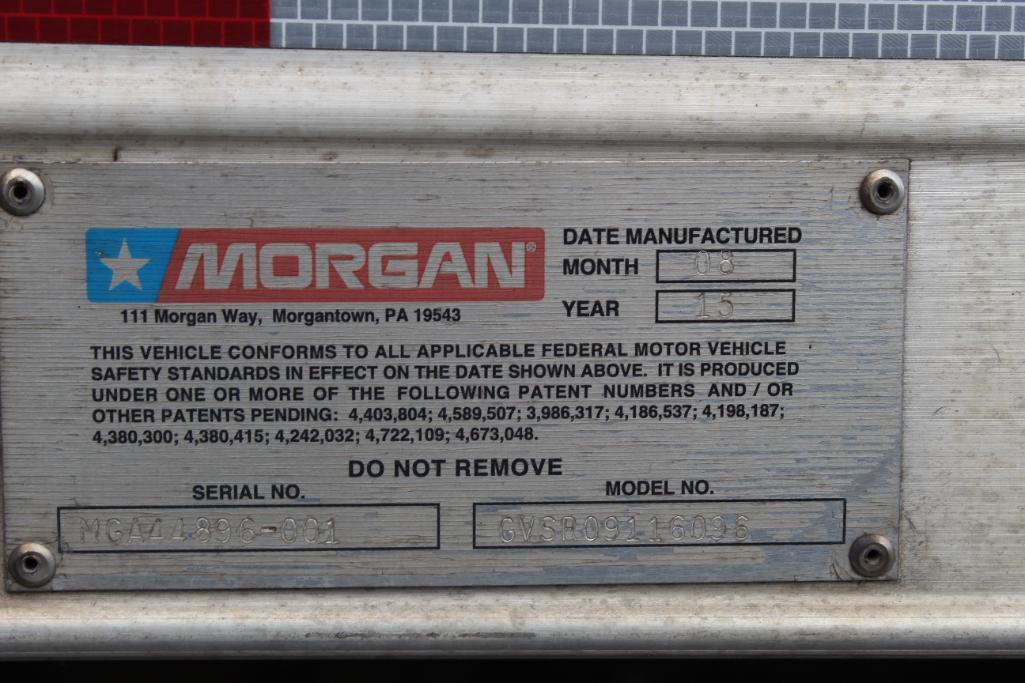 MORGAN®
111 Morgan Way, Morgantown, PA 19543
DATE MANUFACTURED
MONTH 08
YEAR 15
THIS VEHICLE CONFORMS TO ALL APPLICABLE FEDERAL MOTOR VEHICLE
SAFETY STANDARDS IN EFFECT ON THE DATE SHOWN ABOVE. IT IS PRODUCED
UNDER ONE OR MORE OF THE FOLLOWING PATENT NUMBERS AND / OR
OTHER PATENTS PENDING: 4,403,804; 4,589,507; 3,986,317; 4,186,537; 4,198,187;
4,380,300; 4,380,415; 4,242,032; 4,722,109; 4,673,048.
DO NOT REMOVE
SERIAL NO.
MGA44896-001
MODEL NO.
GVSR09116096